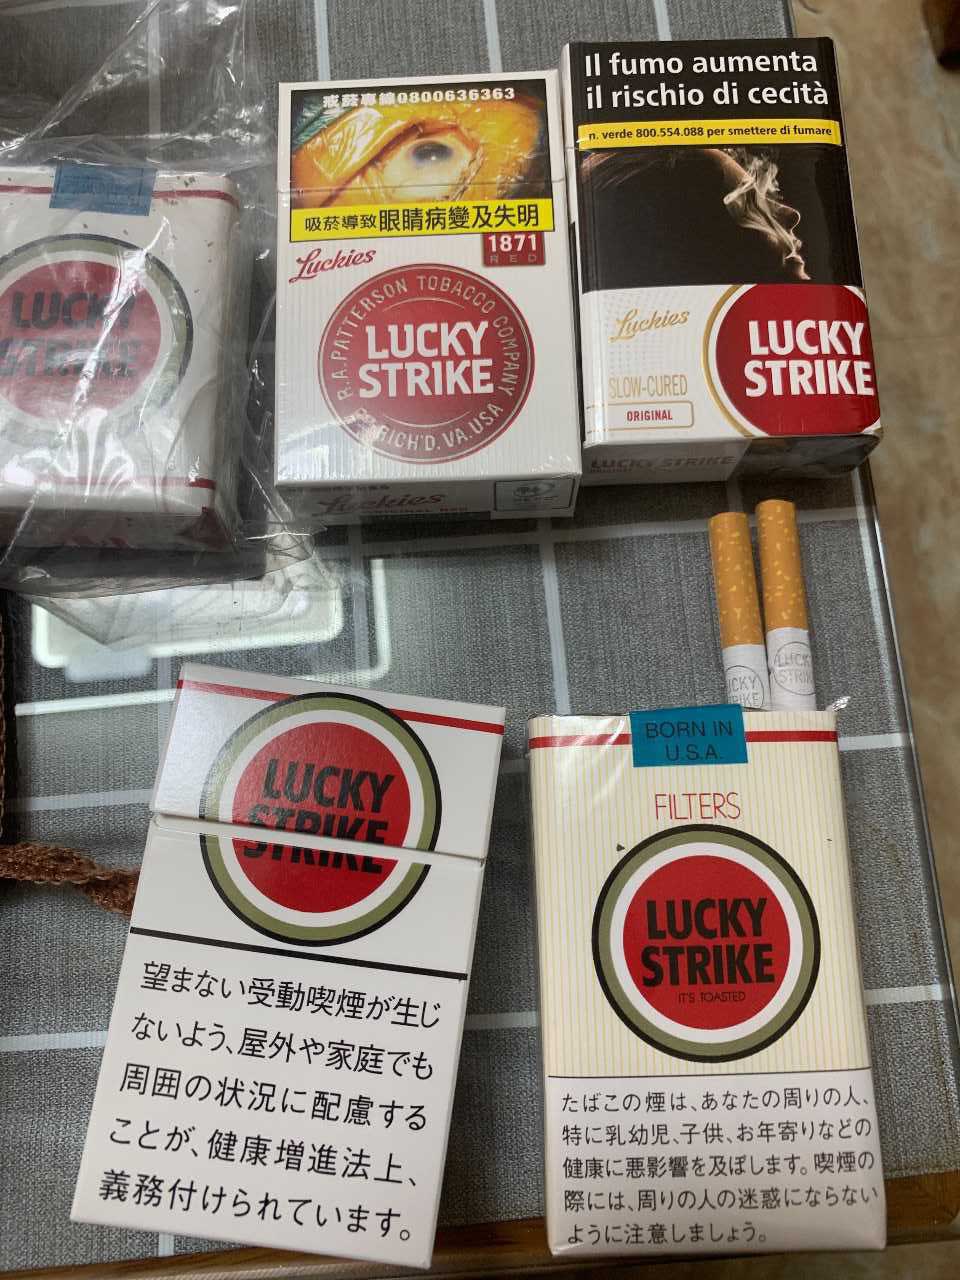 LUCKY
STRIKE
戒菸專線0800636363
吸菸導致眼睛病變及失明
Luckies
1871
RED
R.A.PATTERSON TOBACCO COMPANY
LUCKY
STRIKE
RICH'D. VA. USA
Luckies
Il fumo aumenta
il rischio di cecità
n. verde 800.554.088 per smettere di fumare
Luckies
SLOW-CURED
ORIGINAL
LUCKY
STRIKE
LUCKY STRIKE
LUCKY
STRIKE
LUCKY
STRIKE
LUCKY
STRIKE
望まない受動喫煙が生じ
ないよう、屋外や家庭でも
周囲の状況に配慮する
ことが、健康増進法上、
義務付けられています。
BORN IN
U.S.A.
FILTERS
LUCKY
STRIKE
IT'S TOASTED
たばこの煙は、あなたの周りの人、
特に乳幼児、子供、お年寄りなどの
健康に悪影響を及ぼします。喫煙の
際には、周りの人の迷惑にならない
ように注意しましょう。